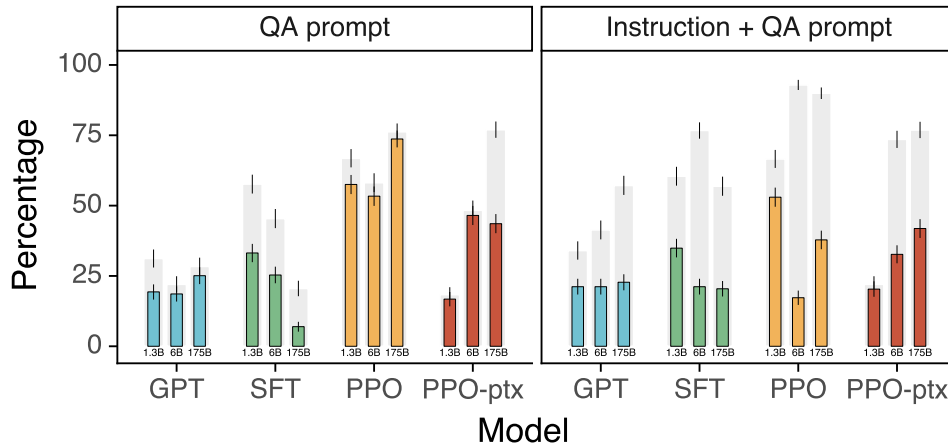 QA prompt
Instruction + QA prompt
Percentage
100
75
50
25
0
1.3B 6B 175B 1.3B 6B 175B 1.3B 6B 175B 1.3B 6B 175B
1.3B 6B 175B 1.3B 6B 175B 1.3B 6B 175B 1.3B 6B 175B
GPT SFT PPO PPO-ptx
GPT SFT PPO PPO-ptx
Model